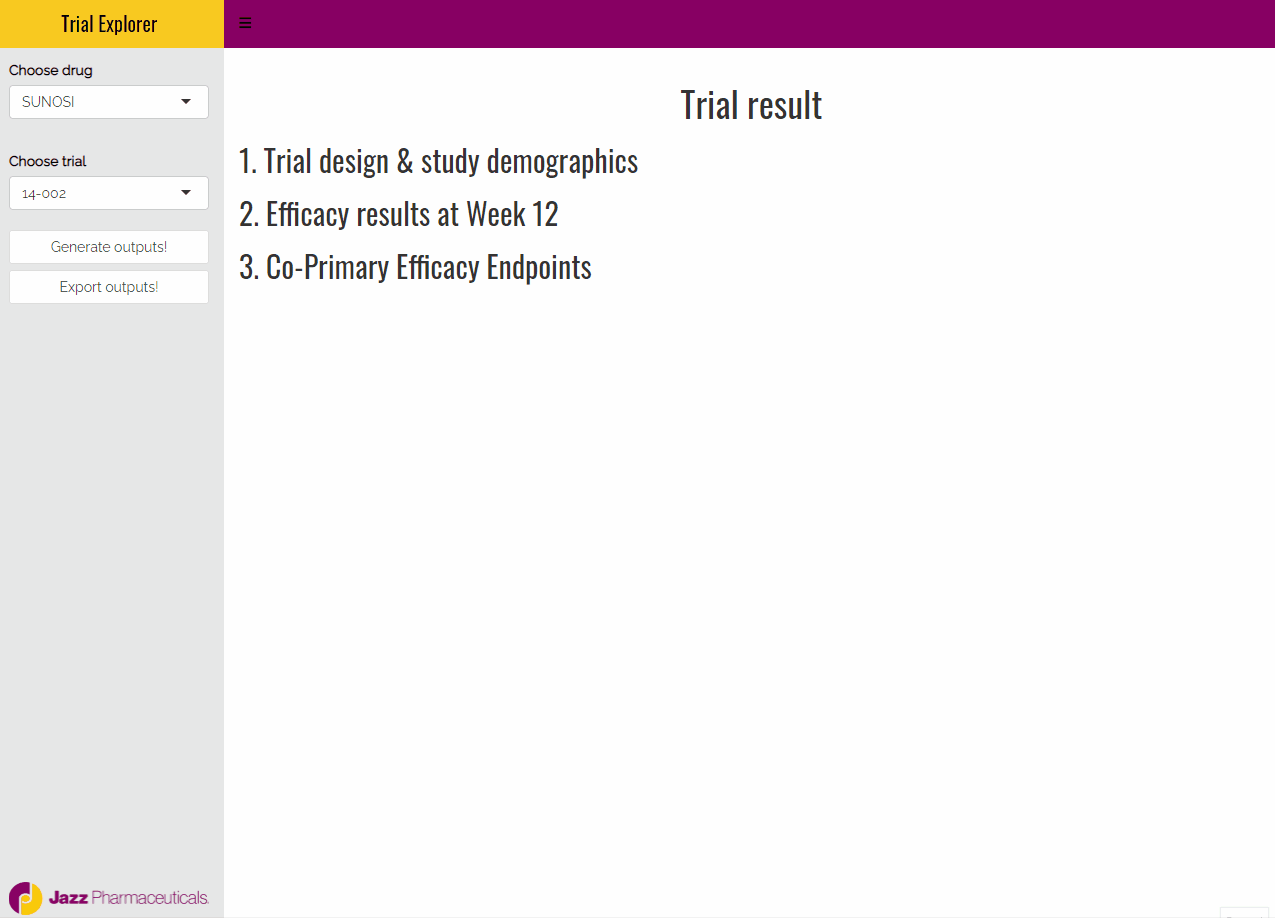 Trial Explorer
Choose drug
SUNOSI
Choose trial
14-002
Generate outputs!
Export outputs!
Trial result
1. Trial design & study demographics
2. Efficacy results at Week 12
3. Co-Primary Efficacy Endpoints
Jazz Pharmaceuticals.